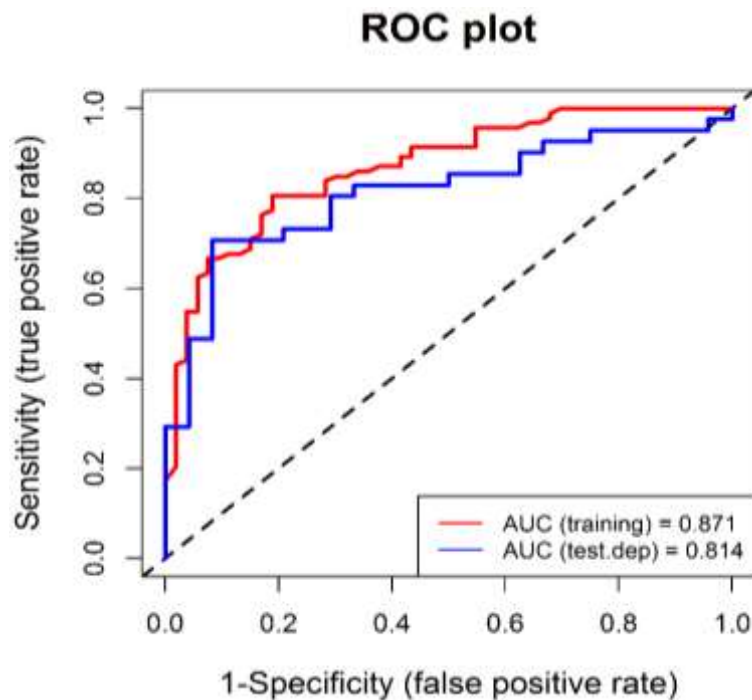 ROC plot
Sensitivity (true positive rate)
1.0
0.8
0.6
0.4
0.2
0.0
AUC (training) = 0.871
AUC (test.dep) = 0.814
0.0 0.2 0.4 0.6 0.8 1.0
1-Specificity (false positive rate)